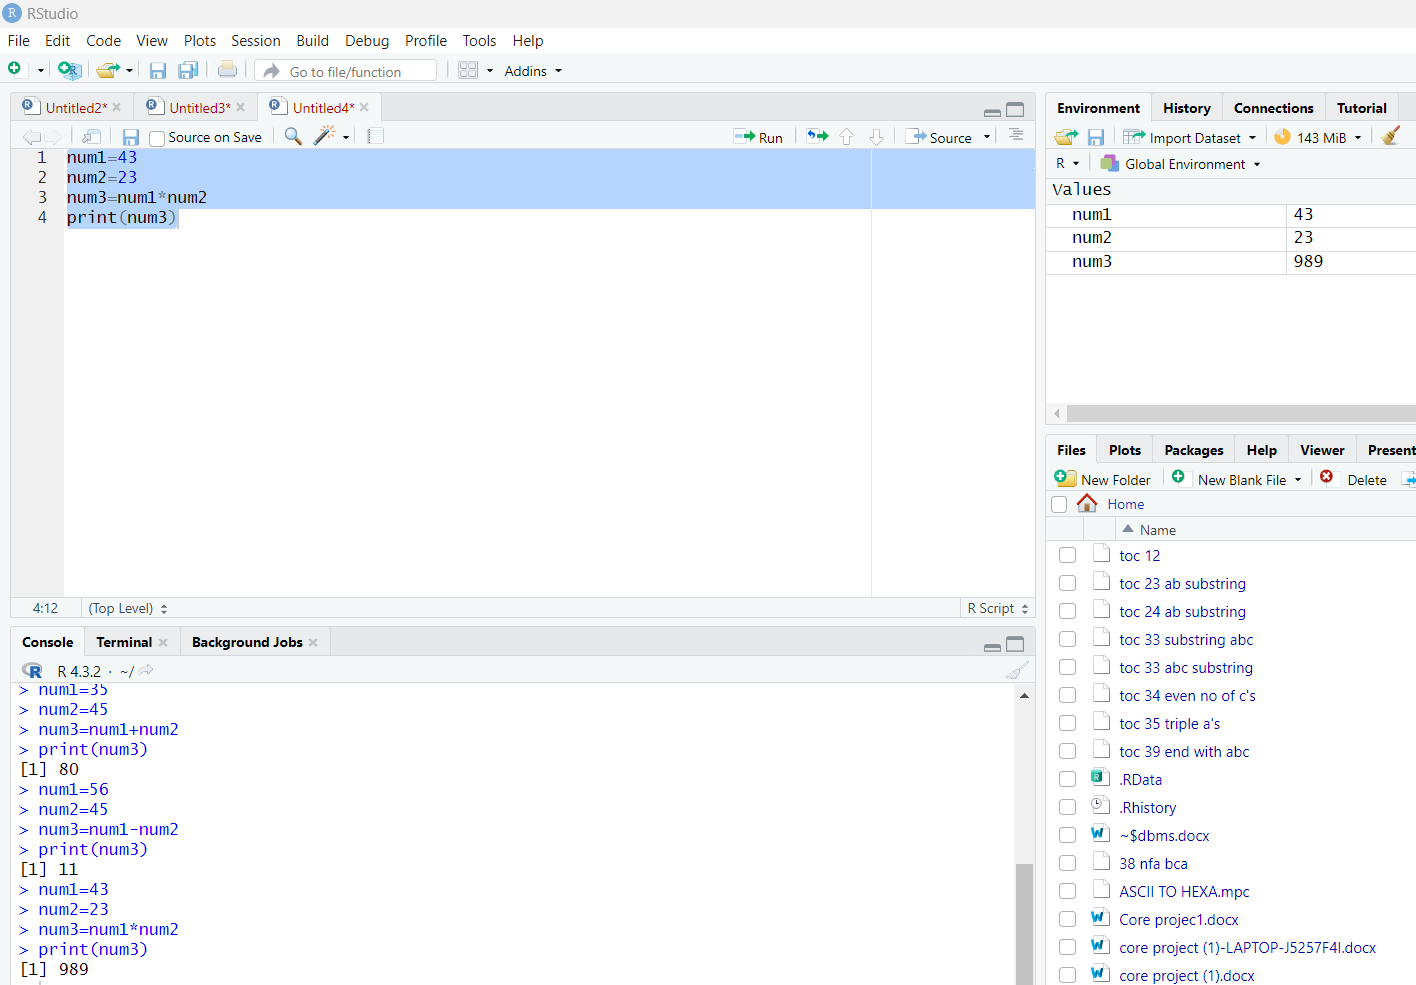 RStudio
File Edit Code View Plots Session Build Debug Profile Tools Help
Go to file/function Addins
Untitled2* Untitled3* Untitled4*
Source on Save Run Source
1 num1=43
2 num2=23
3 num3=num1*num2
4 print(num3)
4:12 (Top Level) R Script
Console Terminal Background Jobs
R 4.3.2 · ~/
> num1=35
> num2=45
> num3=num1+num2
> print(num3)
[1] 80
> num1=56
> num2=45
> num3=num1-num2
> print(num3)
[1] 11
> num1=43
> num2=23
> num3=num1*num2
> print(num3)
[1] 989
Environment History Connections Tutorial
Import Dataset 143 MiB
R Global Environment
Values
num1 43
num2 23
num3 989
Files Plots Packages Help Viewer Present
New Folder New Blank File Delete
Home
Name
toc 12
toc 23 ab substring
toc 24 ab substring
toc 33 substring abc
toc 33 abc substring
toc 34 even no of c's
toc 35 triple a's
toc 39 end with abc
.RData
.Rhistory
~$dbms.docx
38 nfa bca
ASCII TO HEXA.mpc
Core projec1.docx
core project (1)-LAPTOP-J5257F4I.docx
core project (1).docx